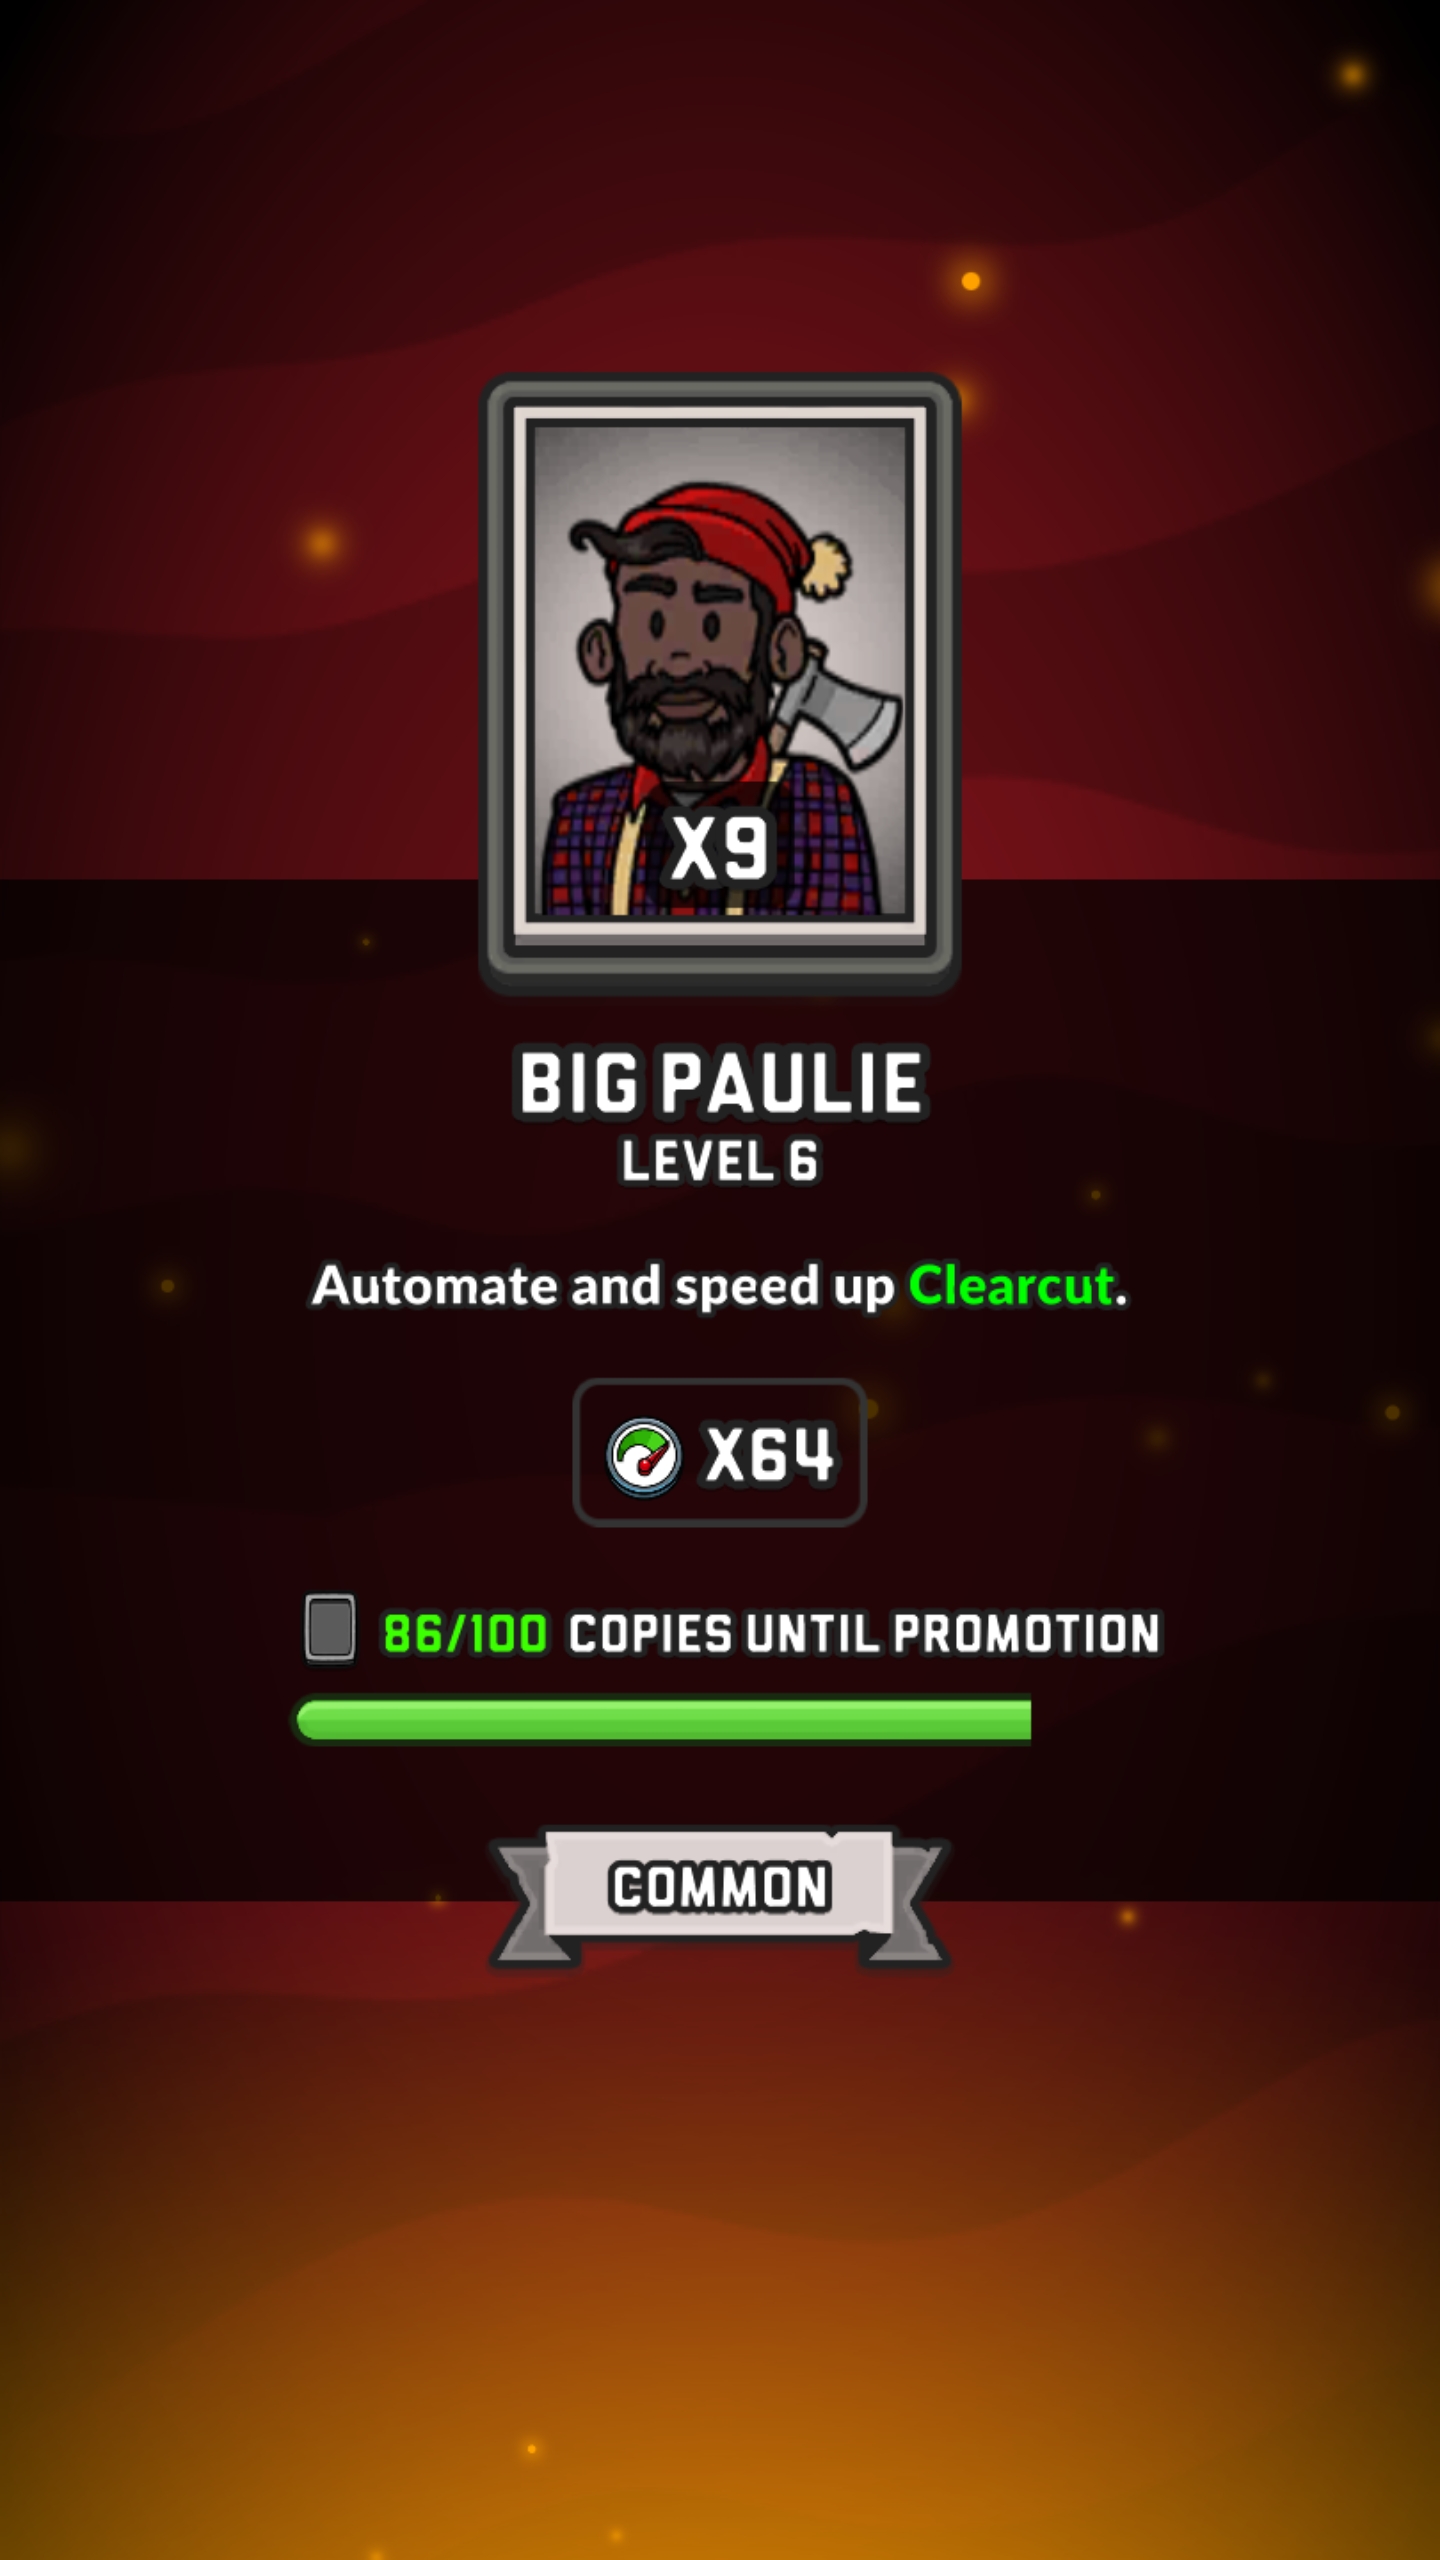 X9
BIG PAULIE
LEVEL 6
Automate and speed up Clearcut.
X64
86/100 COPIES UNTIL PROMOTION
COMMON